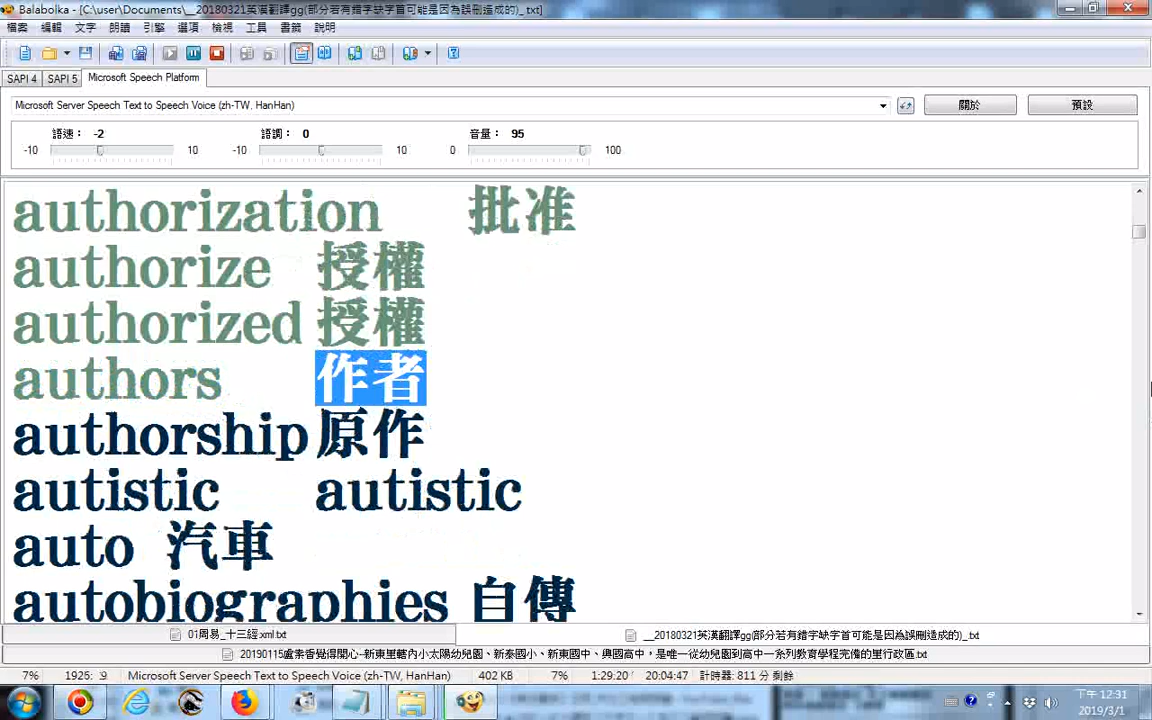 Balabolka - [C:\user\Documents\__20180321英漢翻譯gg(部分若有錯字缺字首可能是因為誤刪造成的)_.txt]
檔案 編輯 文字 朗讀 引擎 選項 檢視 工具 書籤 說明
SAPI 4 SAPI 5 Microsoft Speech Platform
Microsoft Server Speech Text to Speech Voice (zh-TW, HanHan) 關於 預設
語速： -2 語調： 0 音量： 95
-10 10 -10 10 0 100
authorization 批准
authorize 授權
authorized 授權
authors 作者
authorship 原作
autistic autistic
auto 汽車
autobiographies 自傳
01周易_十三經.xml.txt __20180321英漢翻譯gg(部分若有錯字缺字首可能是因為誤刪造成的)_.txt
20190115盧素香覺得開心-新東里轄內小太陽幼兒園、新泰國小、新東國中、興國高中，是唯一從幼兒園到高中一系列教育學程完備的里行政區.txt
7% 1925: Microsoft Server Speech Text to Speech Voice (zh-TW, HanHan) 402 KB 7% 1:29:20 20:04:47 計時器: 811 分 剩餘
下午 12:31
2019/3/1